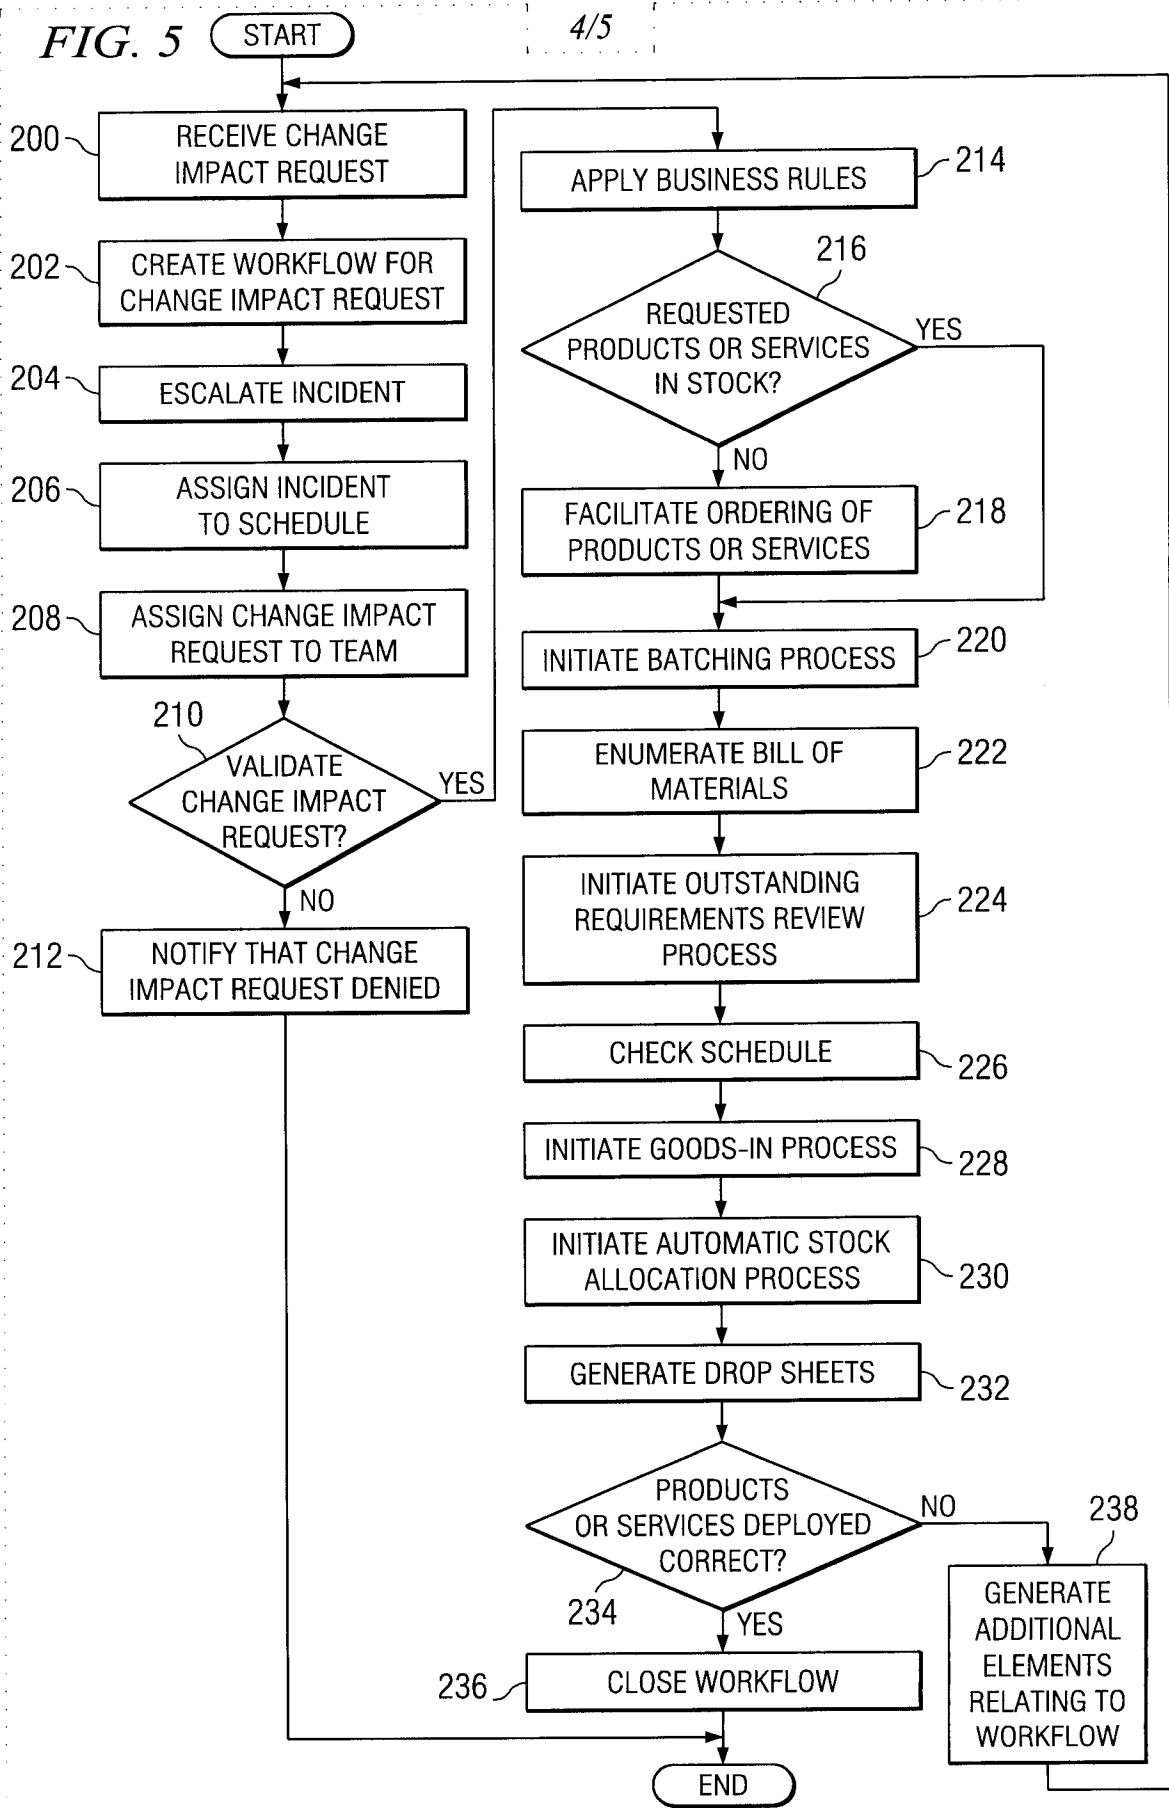 FIG. 5
START
4/5
200
RECEIVE CHANGE
IMPACT REQUEST
202
CREATE WORKFLOW FOR
CHANGE IMPACT REQUEST
204
ESCALATE INCIDENT
206
ASSIGN INCIDENT
TO SCHEDULE
208
ASSIGN CHANGE IMPACT
REQUEST TO TEAM
210
VALIDATE
CHANGE IMPACT
REQUEST?
YES
NO
212
NOTIFY THAT CHANGE
IMPACT REQUEST DENIED
APPLY BUSINESS RULES
214
216
REQUESTED
PRODUCTS OR SERVICES
IN STOCK?
YES
NO
FACILITATE ORDERING OF
PRODUCTS OR SERVICES
218
INITIATE BATCHING PROCESS
220
ENUMERATE BILL OF
MATERIALS
222
INITIATE OUTSTANDING
REQUIREMENTS REVIEW
PROCESS
224
CHECK SCHEDULE
226
INITIATE GOODS-IN PROCESS
228
INITIATE AUTOMATIC STOCK
ALLOCATION PROCESS
230
GENERATE DROP SHEETS
232
PRODUCTS
OR SERVICES DEPLOYED
CORRECT?
234
NO
YES
238
GENERATE
ADDITIONAL
ELEMENTS
RELATING TO
WORKFLOW
236
CLOSE WORKFLOW
END